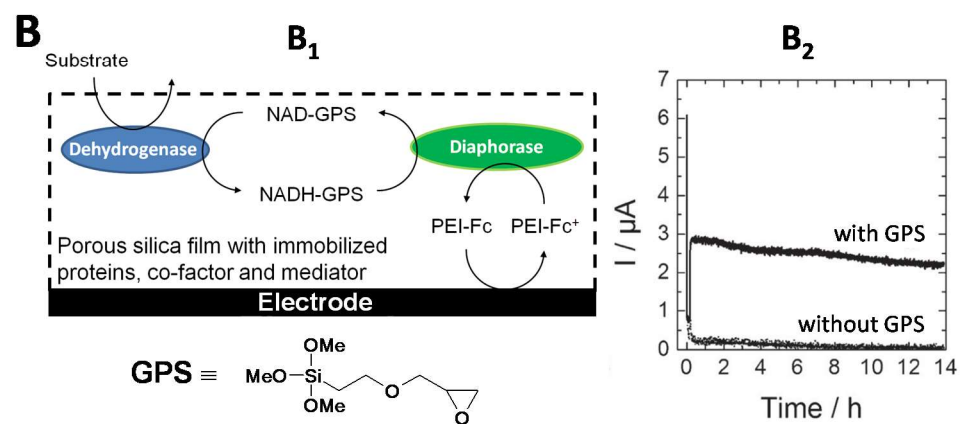 B
B₁
Substrate
NAD-GPS
Dehydrogenase
Diaphorase
NADH-GPS
PEI-Fc PEI-Fc⁺
Porous silica film with immobilized
proteins, co-factor and mediator
Electrode
GPS ≡
OMe
MeO Si
OMe
O
O
B₂
I / μA
7
6
5
4
3
2
1
0
with GPS
without GPS
0 2 4 6 8 10 12 14
Time / h